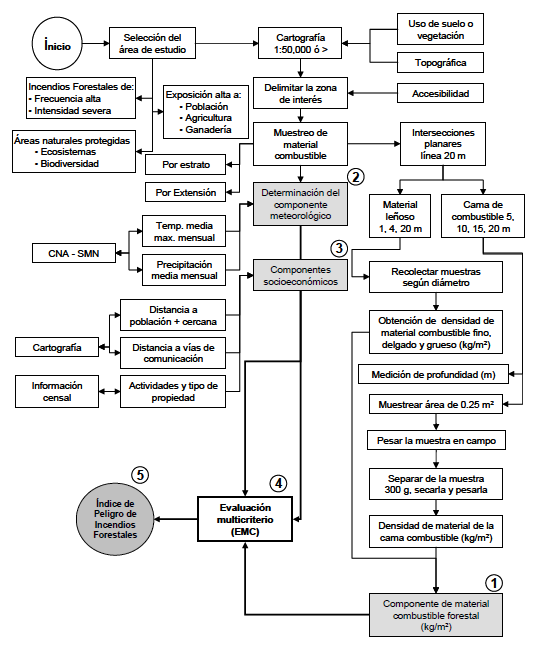 inicio
Selección del
área de estudio
Cartografía
1:50,000 ó >
Uso de suelo o
vegetación
Topográfica
Accesibilidad
Incendios Forestales de:
• Frecuencia alta
• Intensidad severa
Exposición alta a:
• Población
• Agricultura
• Ganadería
Delimitar la zona
de interés
Áreas naturales protegidas
• Ecosistemas
• Biodiversidad
Muestreo de
material
combustible
Intersecciones
planares
línea 20 m
Por estrato
Por Extensión
2
Determinación del
componente
meteorológico
Material
leñoso
1, 4, 20 m
Cama de
combustible 5,
10, 15, 20 m
CNA - SMN
Temp. media
max. mensual
Precipitación
media mensual
3
Componentes
socioeconómicos
Recolectar muestras
según diámetro
Obtención de densidad de
material combustible fino,
delgado y grueso (kg/m²)
Cartografía
Distancia a
población + cercana
Distancia a vías de
comunicación
Información
censal
Actividades y tipo de
propiedad
Medición de profundidad (m)
Muestrear área de 0.25 m²
Pesar la muestra en campo
Separar de la muestra
300 g, secarla y pesarla
Densidad de material de la
cama combustible (kg/m²)
5
Índice de
Peligro de
Incendios
Forestales
4
Evaluación
multicriterio
(EMC)
1
Componente de material
combustible forestal
(kg/m²)